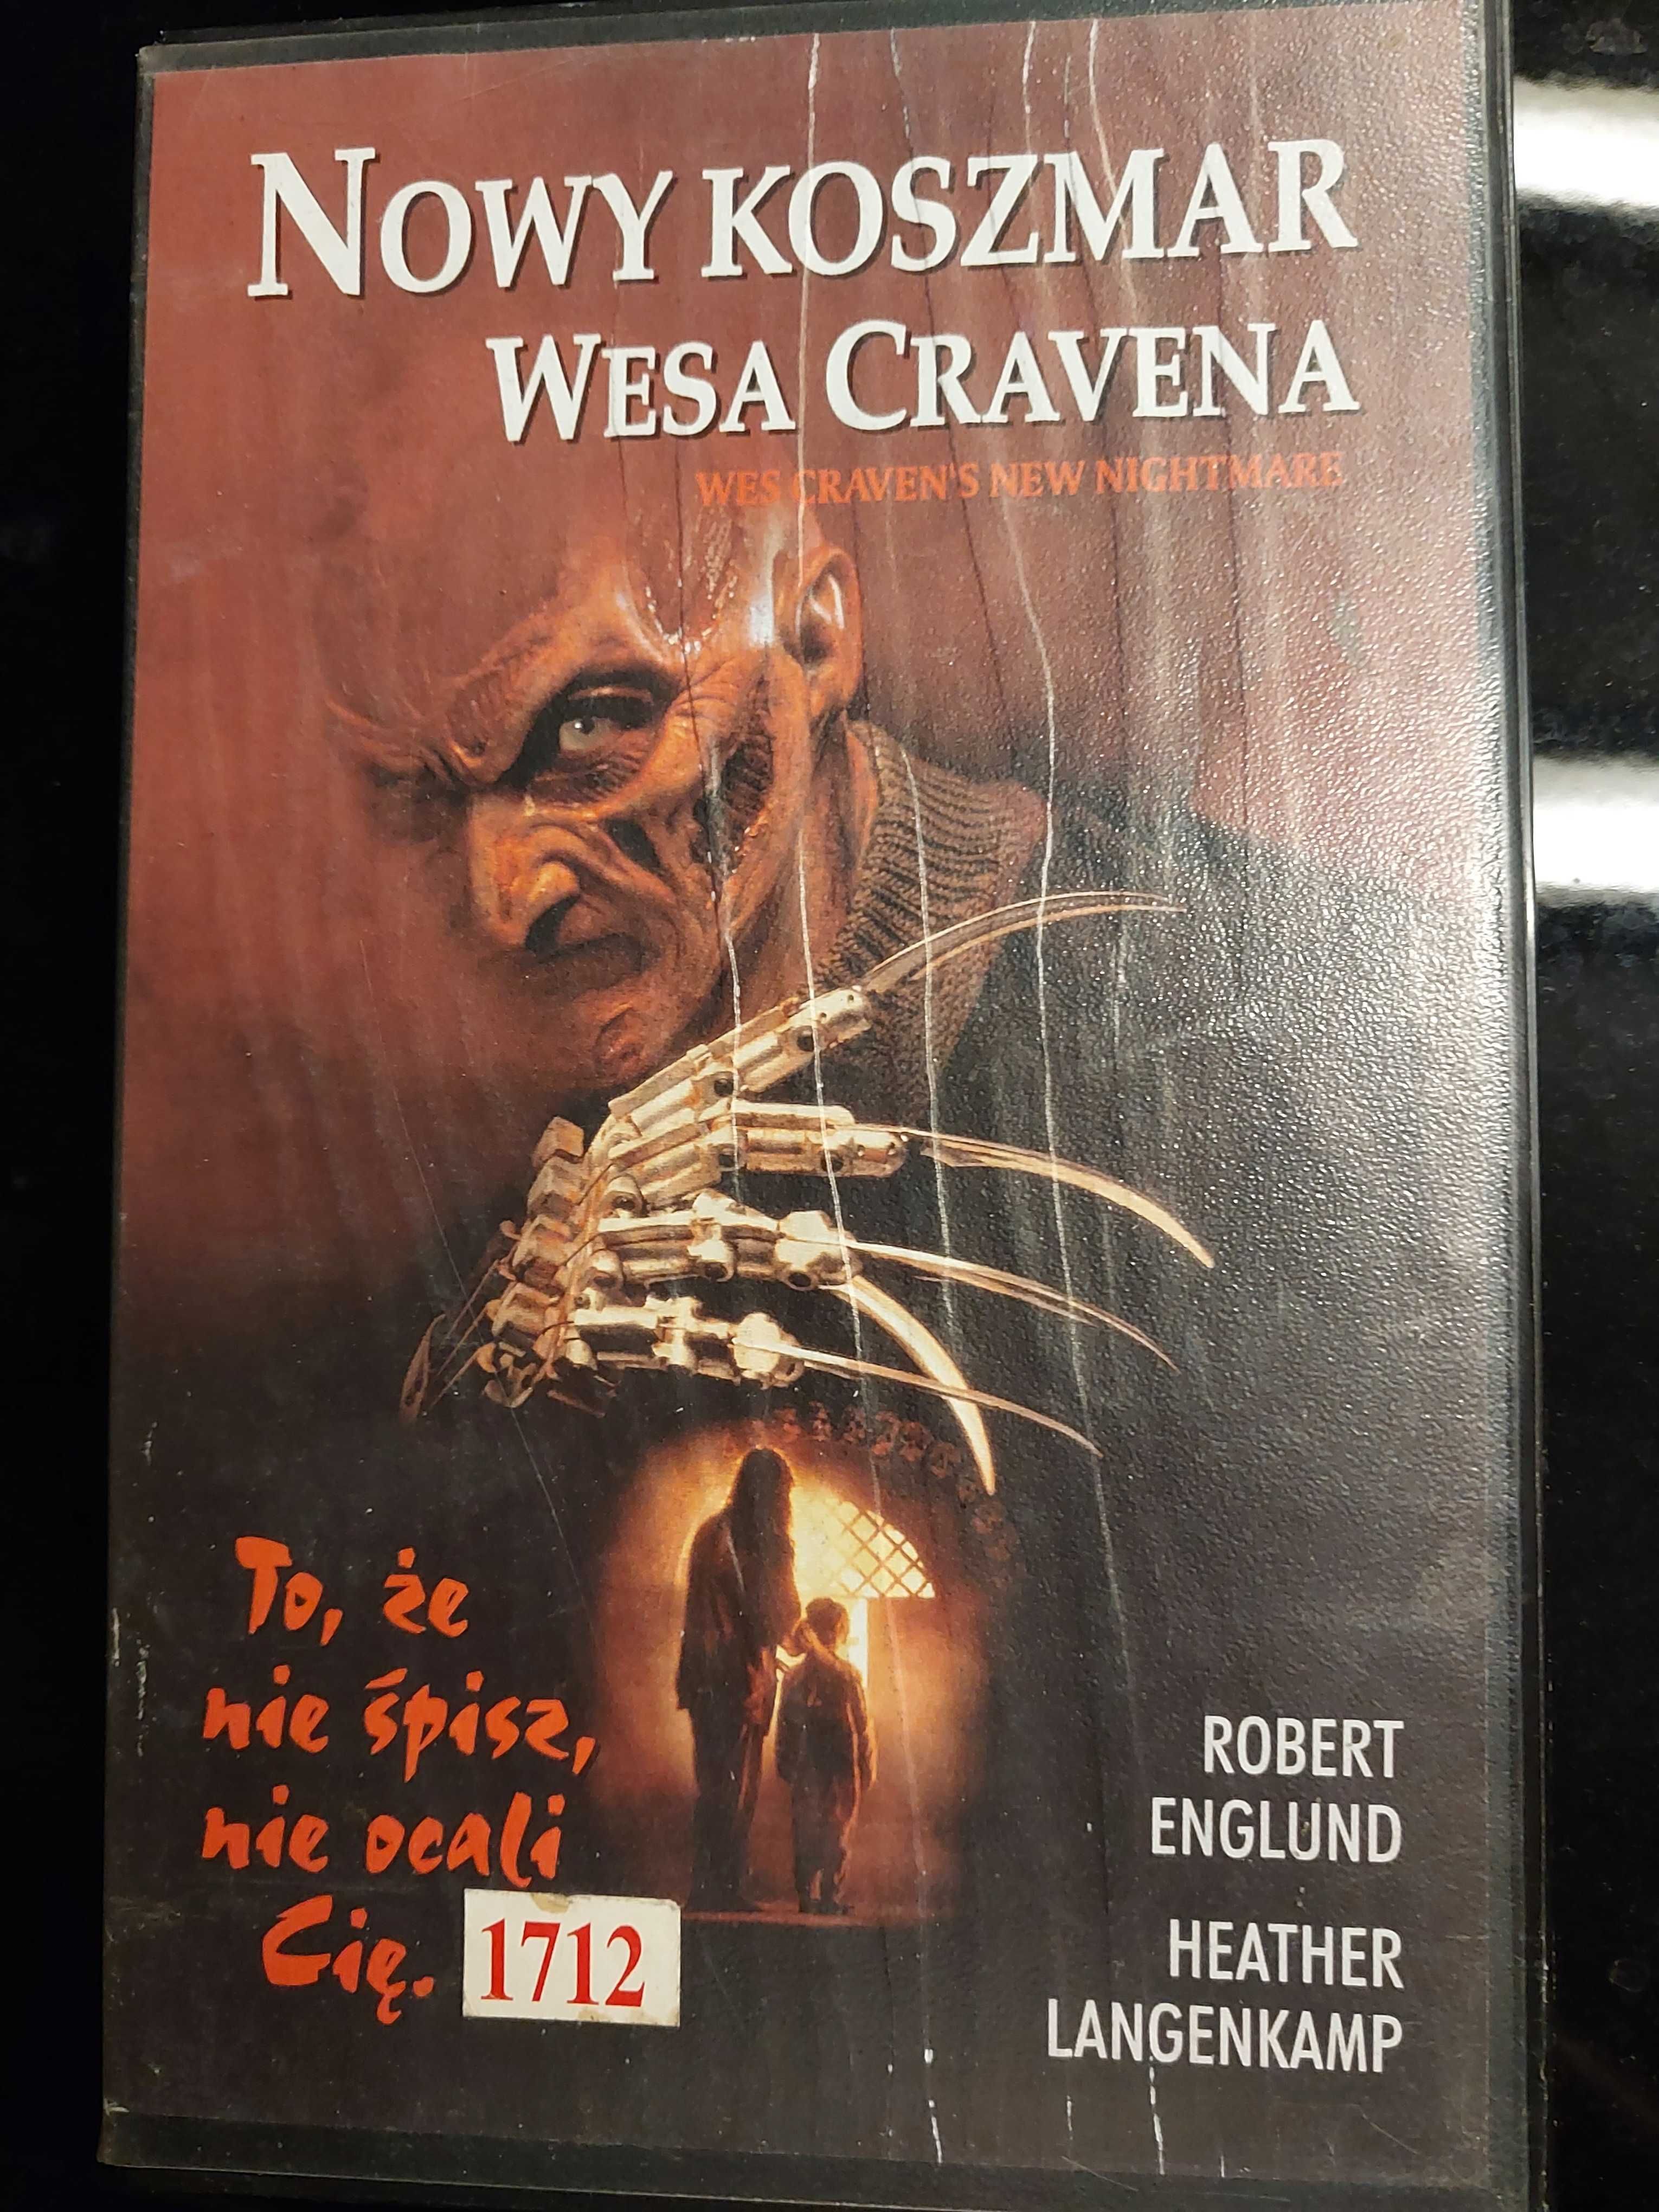 NOWY KOSZMAR
WESA CRAVENA
WES CRAVEN'S NEW NIGHTMARE
To, że
nie śpisz,
nie ocali
Cię.
1712
ROBERT
ENGLUND
HEATHER
LANGENKAMP